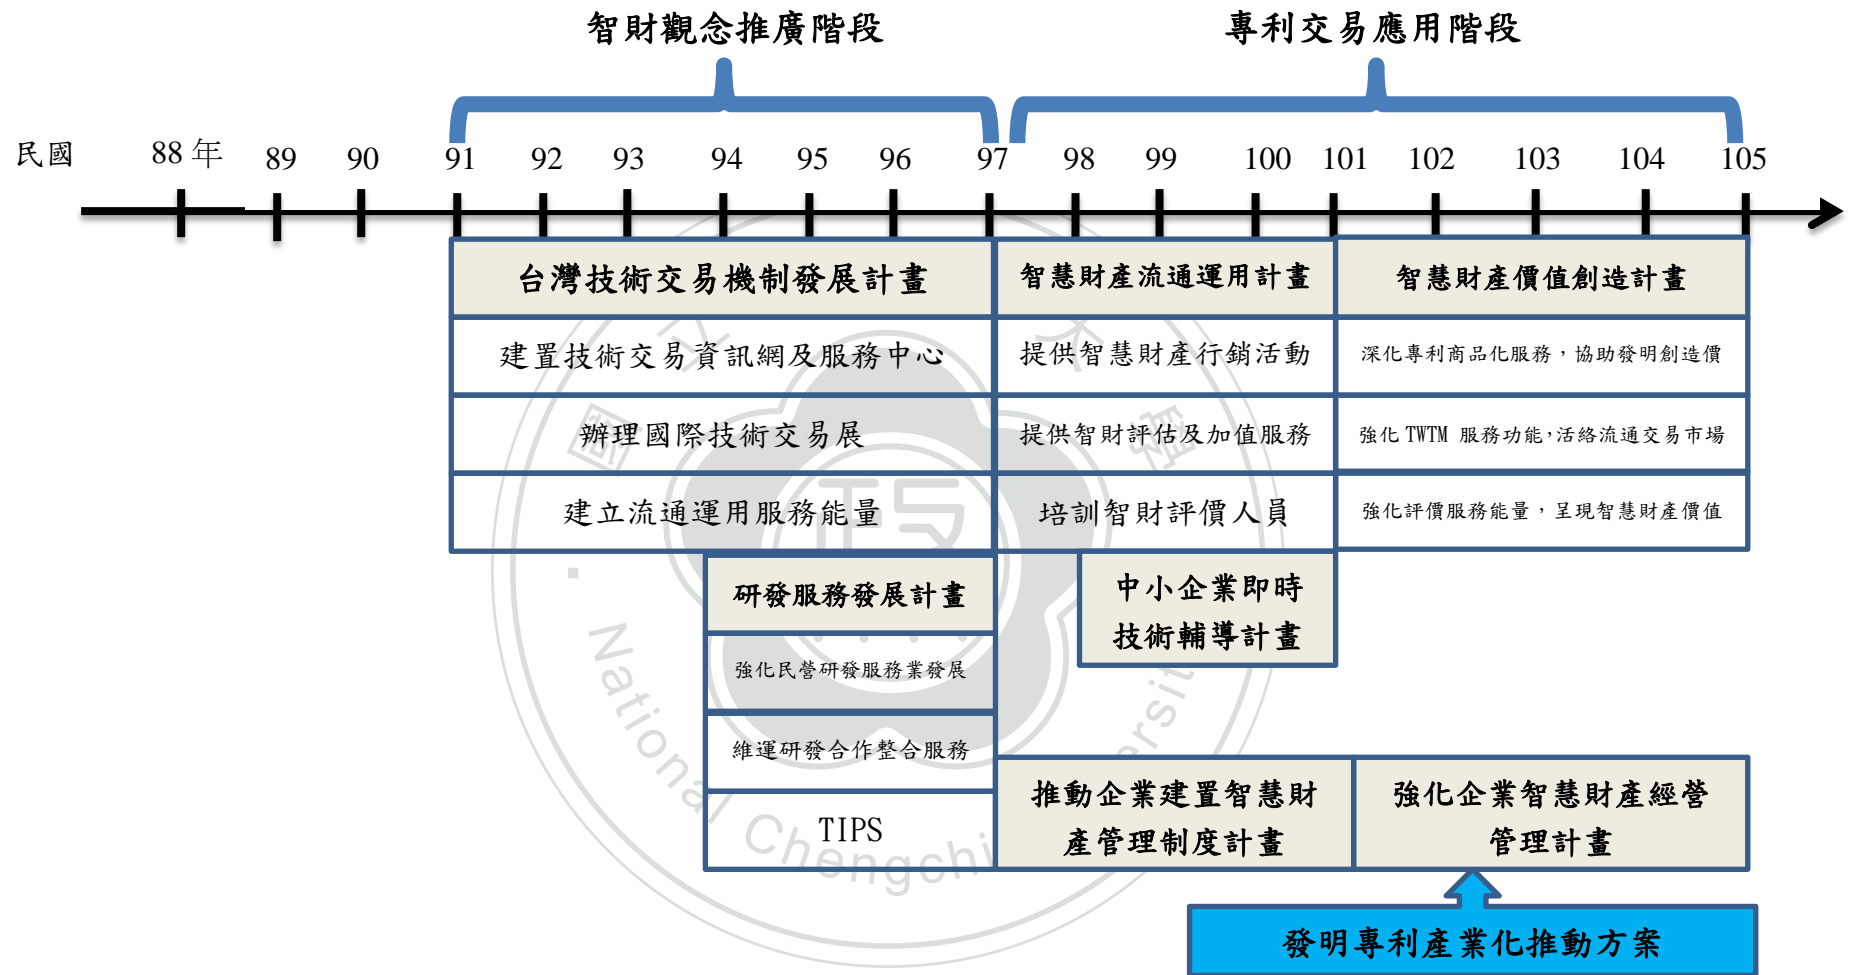 智財觀念推廣階段
專利交易應用階段
民國 88年 89 90 91 92 93 94 95 96 97 98 99 100 101 102 103 104 105
台灣技術交易機制發展計畫
建置技術交易資訊網及服務中心
辦理國際技術交易展
建立流通運用服務能量
智慧財產流通運用計畫
提供智慧財產行銷活動
提供智財評估及加值服務
培訓智財評價人員
智慧財產價值創造計畫
深化專利商品化服務，協助發明創造價
強化 TWTM 服務功能，活絡流通交易市場
強化評價服務能量，呈現智慧財產價值
研發服務發展計畫
強化民營研發服務業發展
維運研發合作整合服務
TIPS
中小企業即時
技術輔導計畫
推動企業建置智慧財
產管理制度計畫
強化企業智慧財產經營
管理計畫
發明專利產業化推動方案
National Chengchi